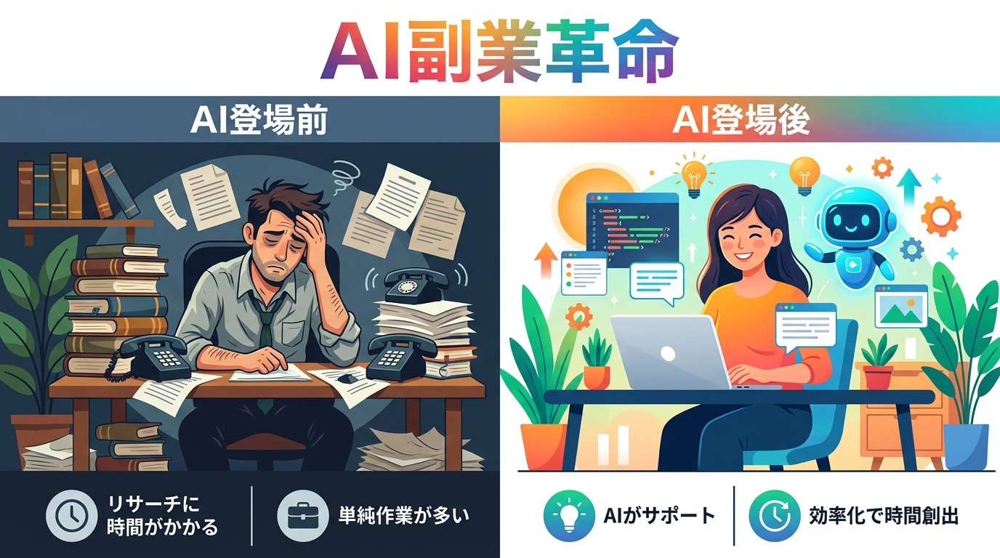 AI副業革命
AI登場前
AI登場後
リサーチに
時間がかかる
単純作業が多い
AIがサポート
効率化で時間創出